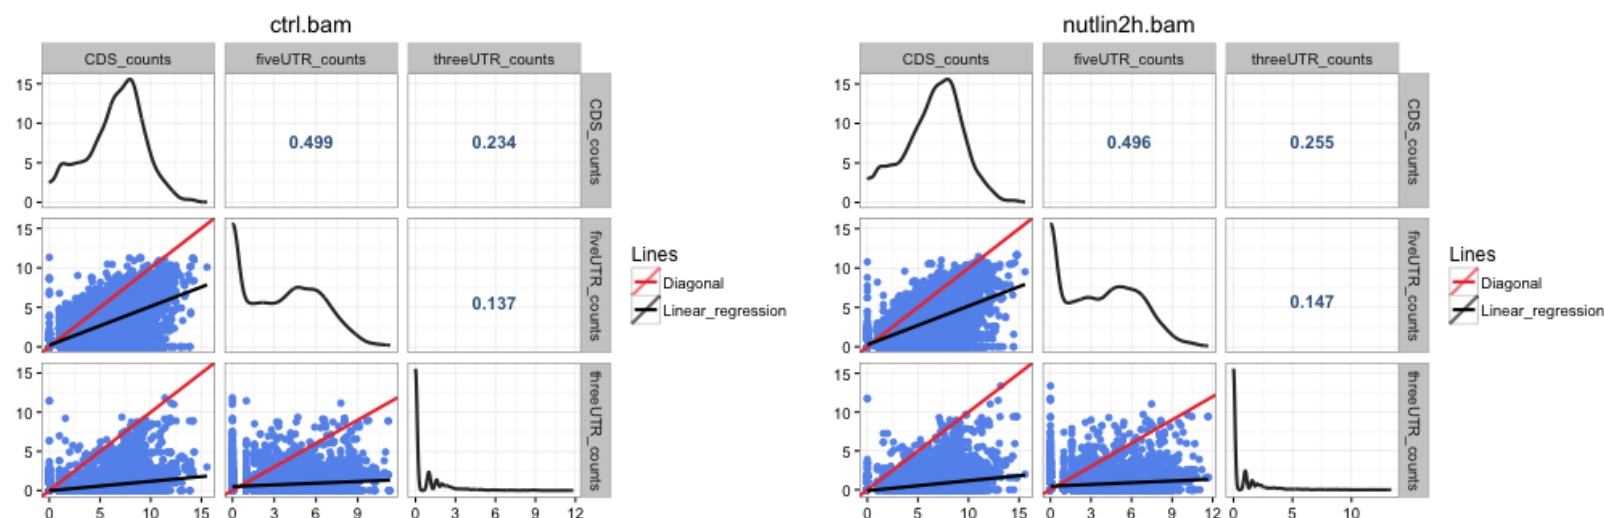 ctrl.bam
CDS_counts fiveUTR_counts threeUTR_counts
15
10
5
0
0.499 0.234
CDS_counts
15
10
5
0
0.137
fiveUTR_counts
15
10
5
0
threeUTR_counts
0 5 10 15 0 3 6 9 0 3 6 9 12
Lines
Diagonal
Linear_regression
nutlin2h.bam
CDS_counts fiveUTR_counts threeUTR_counts
15
10
5
0
0.496 0.255
CDS_counts
15
10
5
0
0.147
fiveUTR_counts
15
10
5
0
threeUTR_counts
0 5 10 15 0 3 6 9 12 0 5 10
Lines
Diagonal
Linear_regression